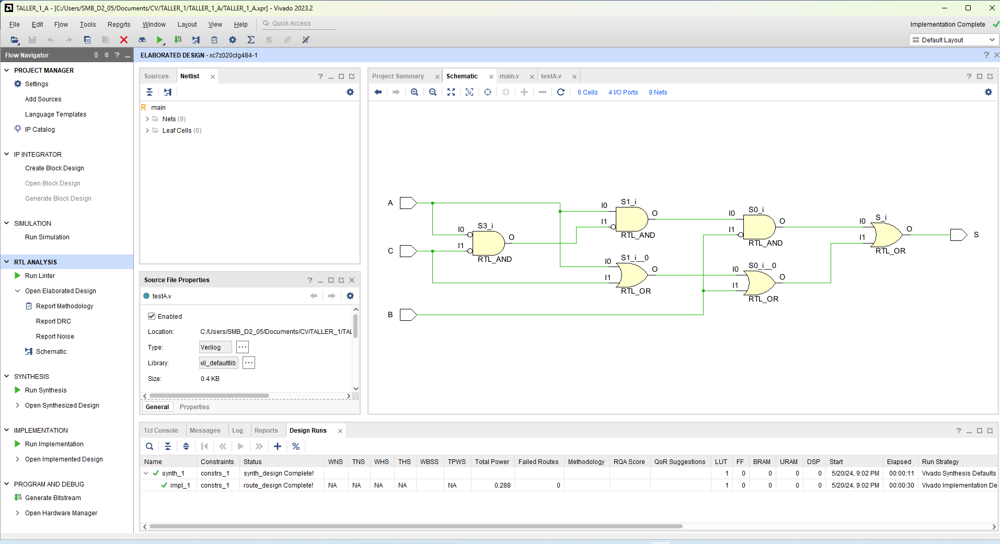 TALLER_1_A - [C:/Users/SMB_D2_05/Documents/CV/TALLER_1/TALLER_1_A/TALLER_1_A.xpr] - Vivado 2023.2
File Edit Flow Tools Reports Window Layout View Help Quick Access
Implementation Complete
Default Layout
Flow Navigator
PROJECT MANAGER
Settings
Add Sources
Language Templates
IP Catalog
IP INTEGRATOR
Create Block Design
Open Block Design
Generate Block Design
SIMULATION
Run Simulation
RTL ANALYSIS
Run Linter
Open Elaborated Design
Report Methodology
Report DRC
Report Noise
Schematic
SYNTHESIS
Run Synthesis
Open Synthesized Design
IMPLEMENTATION
Run Implementation
Open Implemented Design
PROGRAM AND DEBUG
Generate Bitstream
Open Hardware Manager
ELABORATED DESIGN - xc7z020clg484-1
Sources Netlist
R main
Nets (9)
Leaf Cells (6)
Source File Properties
testA.v
Enabled
Location: C:/Users/SMB_D2_05/Documents/CV/TALLER_1/TAL
Type: Verilog ...
Library: xil_defaultlib ...
Size: 0.4 KB
General Properties
Project Summary Schematic main.v testA.v
6 Cells 4 I/O Ports 9 Nets
A
C
B
S3_i
I0
I1
O
RTL_AND
S1_i
I0
I1
O
RTL_AND
S1_i__0
I0
I1
O
RTL_OR
S0_i
I0
I1
O
RTL_AND
S0_i__0
I0
I1
O
RTL_OR
S_i
I0
I1
O
RTL_OR
S
Tcl Console Messages Log Reports Design Runs
Name Constraints Status WNS TNS WHS THS WBSS TPWS Total Power Failed Routes Methodology RQA Score QoR Suggestions LUT FF BRAM URAM DSP Start Elapsed Run Strategy
synth_1 constrs_1 synth_design Complete! 1 0 0 0 0 5/20/24, 9:02 PM 00:00:11 Vivado Synthesis Defaults
impl_1 constrs_1 route_design Complete! NA NA NA NA NA 0.288 0 1 0 0 0 0 5/20/24, 9:02 PM 00:00:30 Vivado Implementation De